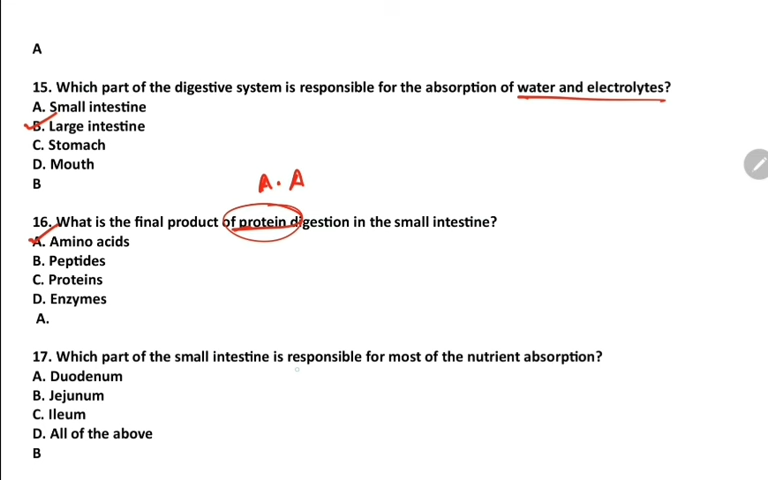 A
15. Which part of the digestive system is responsible for the absorption of water and electrolytes?
A. Small intestine
B. Large intestine
C. Stomach
D. Mouth
B
A. A
16. What is the final product of protein digestion in the small intestine?
A. Amino acids
B. Peptides
C. Proteins
D. Enzymes
A.
17. Which part of the small intestine is responsible for most of the nutrient absorption?
A. Duodenum
B. Jejunum
C. Ileum
D. All of the above
B